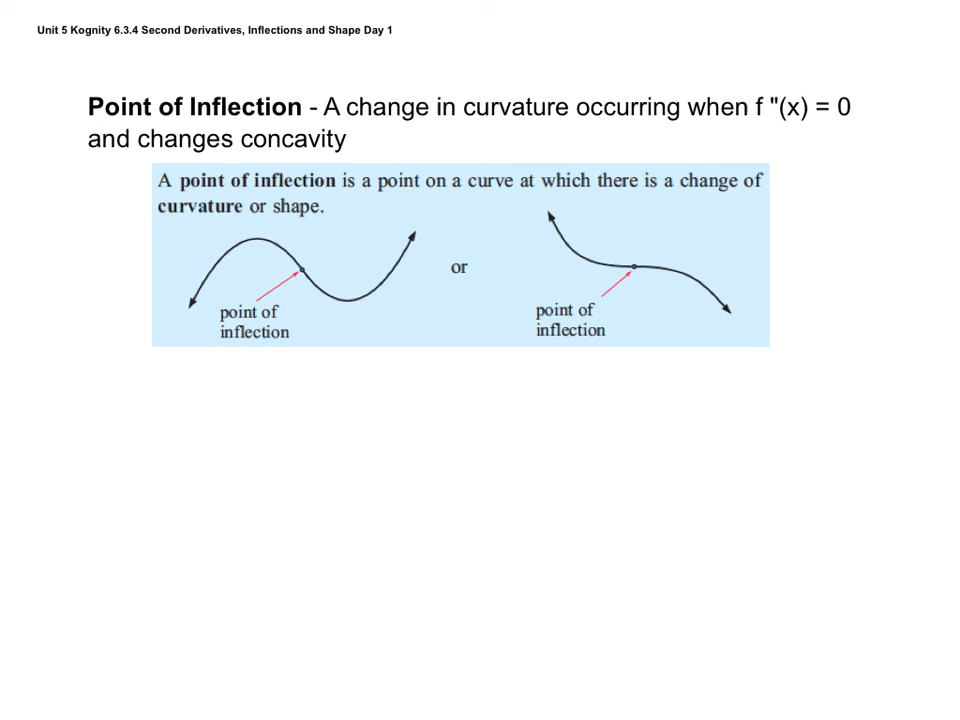 Unit 5 Kognity 6.3.4 Second Derivatives, Inflections and Shape Day 1
Point of Inflection - A change in curvature occurring when f "(x) = 0
and changes concavity
A point of inflection is a point on a curve at which there is a change of
curvature or shape.
or
point of
inflection
point of
inflection